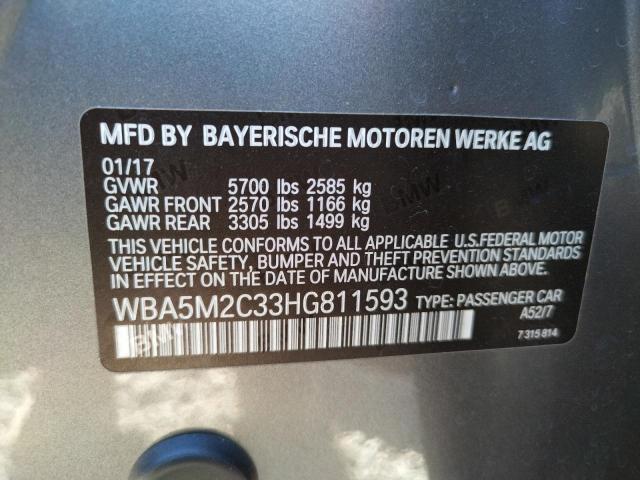 MFD BY BAYERISCHE MOTOREN WERKE AG
01/17
GVWR 5700 lbs 2585 kg
GAWR FRONT 2570 lbs 1166 kg
GAWR REAR 3305 lbs 1499 kg
THIS VEHICLE CONFORMS TO ALL APPLICABLE U.S.FEDERAL MOTOR
VEHICLE SAFETY, BUMPER AND THEFT PREVENTION STANDARDS
IN EFFECT ON THE DATE OF MANUFACTURE SHOWN ABOVE.
WBA5M2C33HG811593 TYPE: PASSENGER CAR
A52/7
7 315 814
BMW